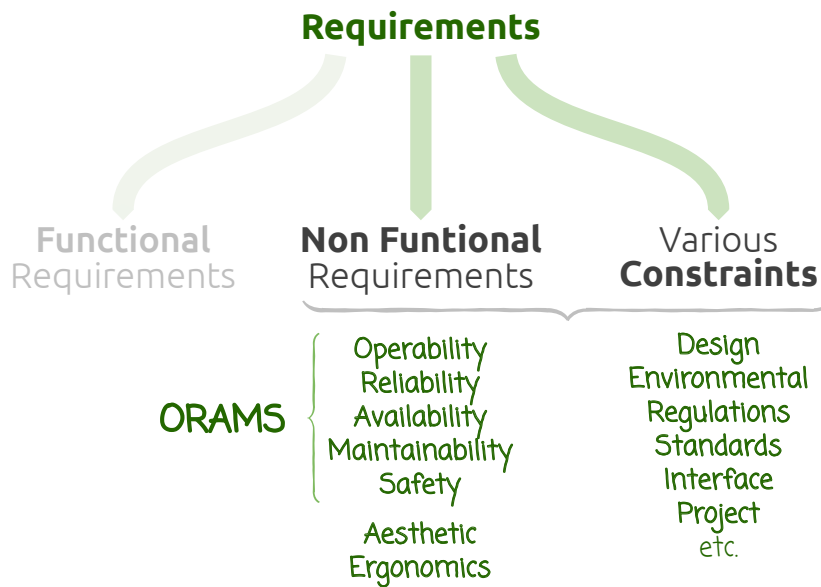 Requirements
Functional
Requirements
Non Funtional
Requirements
Various
Constraints
ORAMS
Operability
Reliability
Availability
Maintainability
Safety
Aesthetic
Ergonomics
Design
Environmental
Regulations
Standards
Interface
Project
etc.